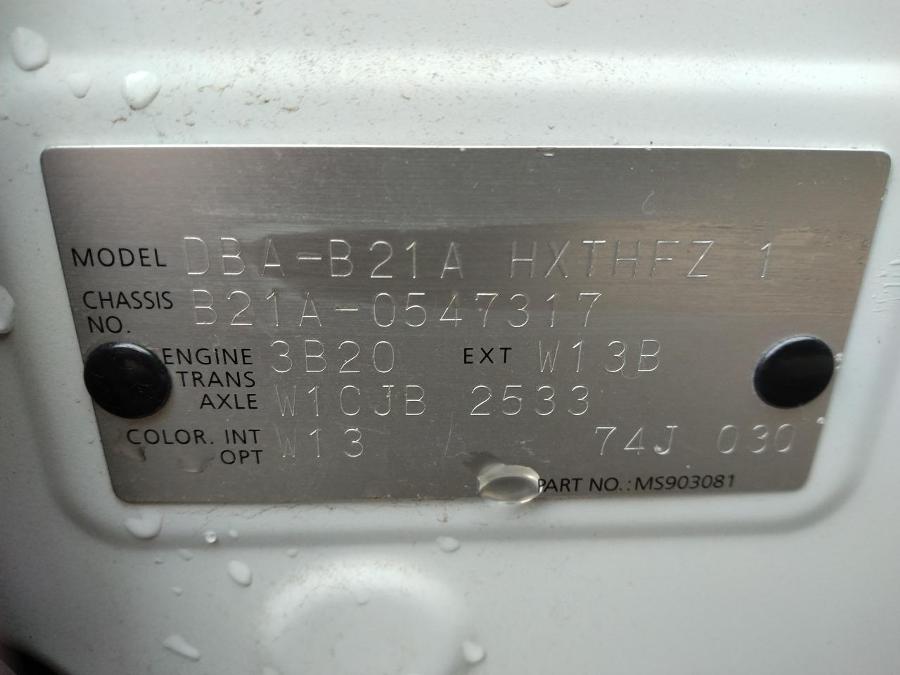 MODEL DBA-B21A HXTHFZ 1
CHASSIS NO. B21A-0547317
ENGINE 3B20 EXT W13B
TRANS AXLE W1CJB 2533
COLOR. INT OPT W13 / 74J 030
PART NO.: MS903081